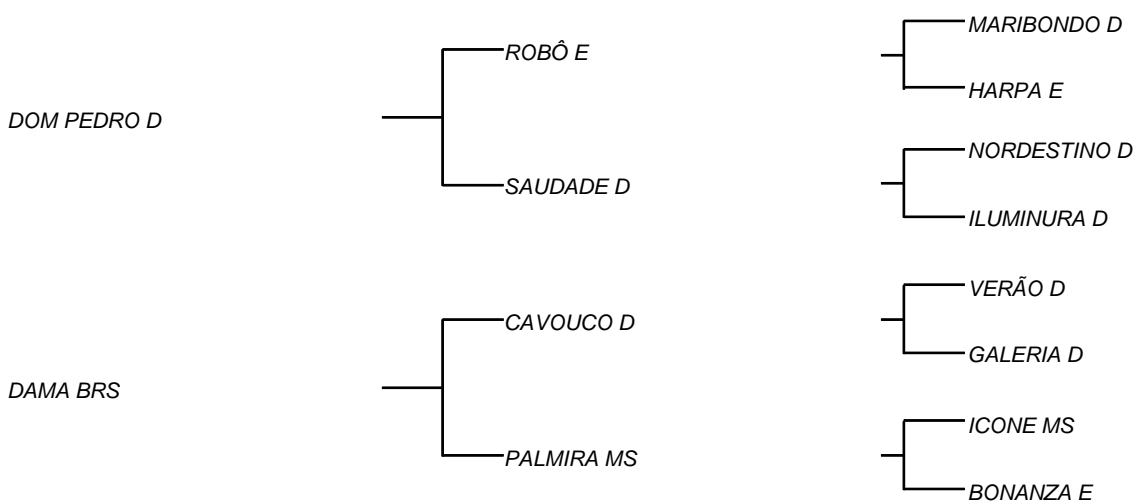 MARIBONDO D
ROBÔ E
HARPA E
DOM PEDRO D
NORDESTINO D
SAUDADE D
ILUMINURA D
VERÃO D
CAVOUCO D
GALERIA D
DAMA BRS
ICONE MS
PALMIRA MS
BONANZA E